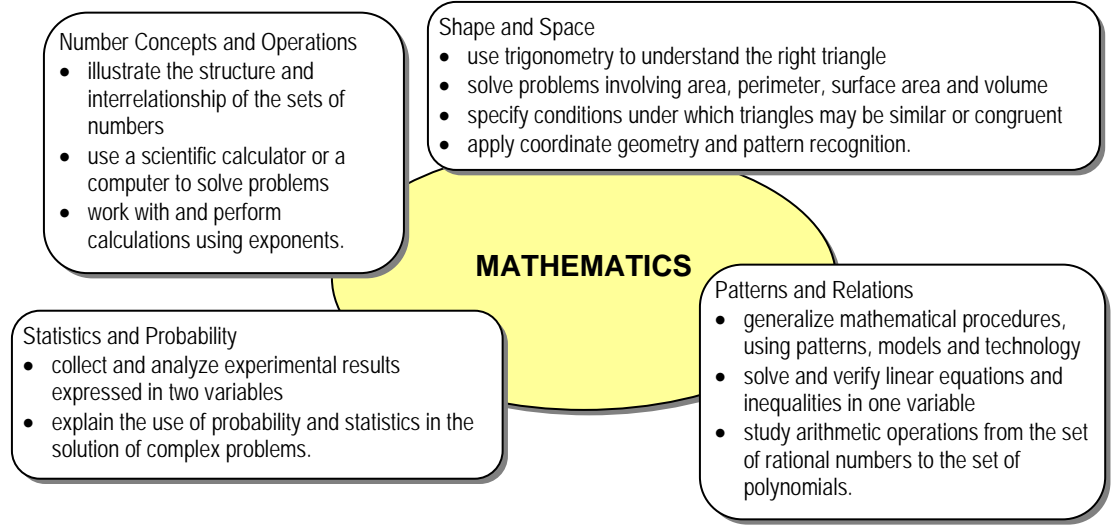 Number Concepts and Operations
• illustrate the structure and
interrelationship of the sets of
numbers
• use a scientific calculator or a
computer to solve problems
• work with and perform
calculations using exponents.
Shape and Space
• use trigonometry to understand the right triangle
• solve problems involving area, perimeter, surface area and volume
• specify conditions under which triangles may be similar or congruent
• apply coordinate geometry and pattern recognition.
MATHEMATICS
Statistics and Probability
• collect and analyze experimental results
expressed in two variables
• explain the use of probability and statistics in the
solution of complex problems.
Patterns and Relations
• generalize mathematical procedures,
using patterns, models and technology
• solve and verify linear equations and
inequalities in one variable
• study arithmetic operations from the set
of rational numbers to the set of
polynomials.